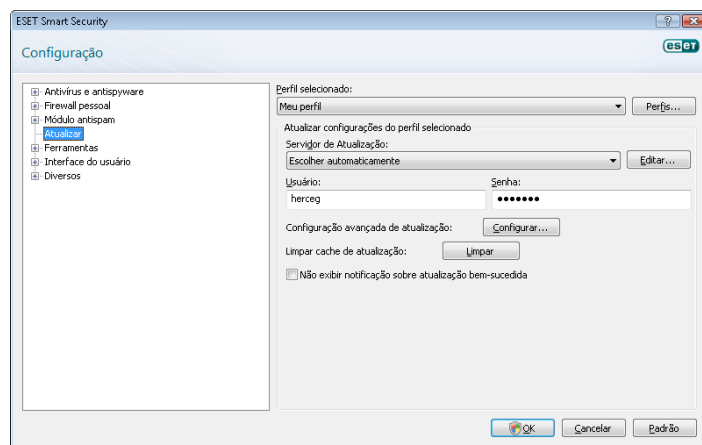 ESET Smart Security
Configuração
eseT
Antivírus e antispyware
Firewall pessoal
Módulo antispam
Atualizar
Ferramentas
Interface do usuário
Diversos
Perfil selecionado:
Meu perfil
Perfis...
Atualizar configurações do perfil selecionado
Servidor de Atualização:
Escolher automaticamente
Editar...
Usuário:
Senha:
herceg
•••••••
Configuração avançada de atualização:
Configurar...
Limpar cache de atualização:
Limpar
Não exibir notificação sobre atualização bem-sucedida
OK
Cancelar
Padrão